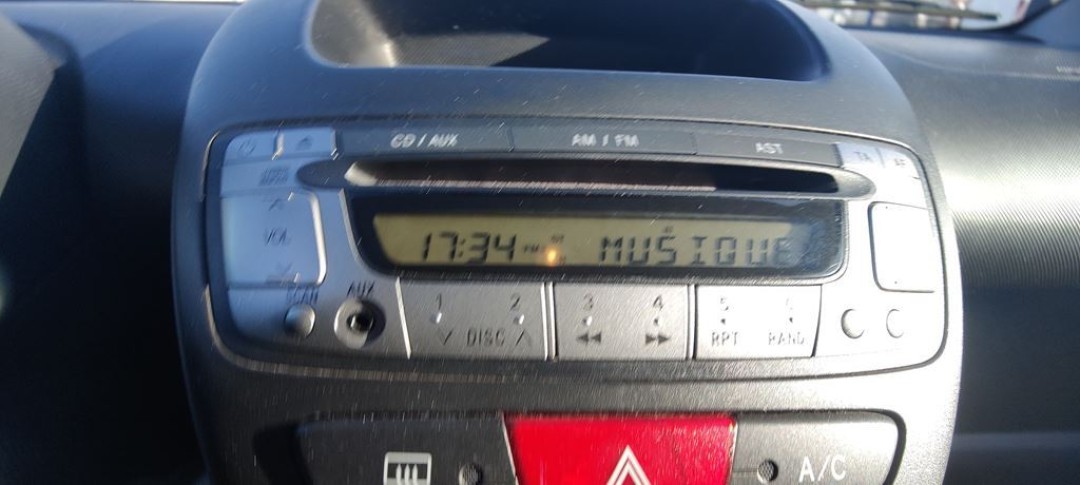 CD / AUX AM / FM AST TA AF
VOL
17:34 MUSIQUE
SCAN AUX 1 2 3 4 5 6
DISC RPT RAND
A/C